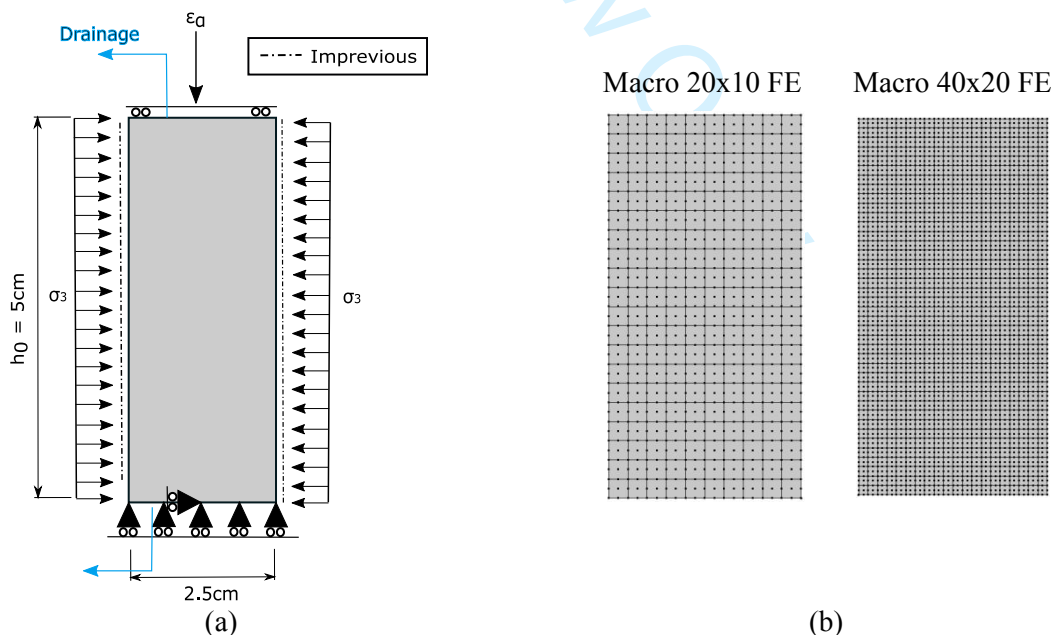 εa
Drainage
Imprevious
σ3
h0 = 5cm
σ3
2.5cm
(a)
Macro 20x10 FE
Macro 40x20 FE
(b)